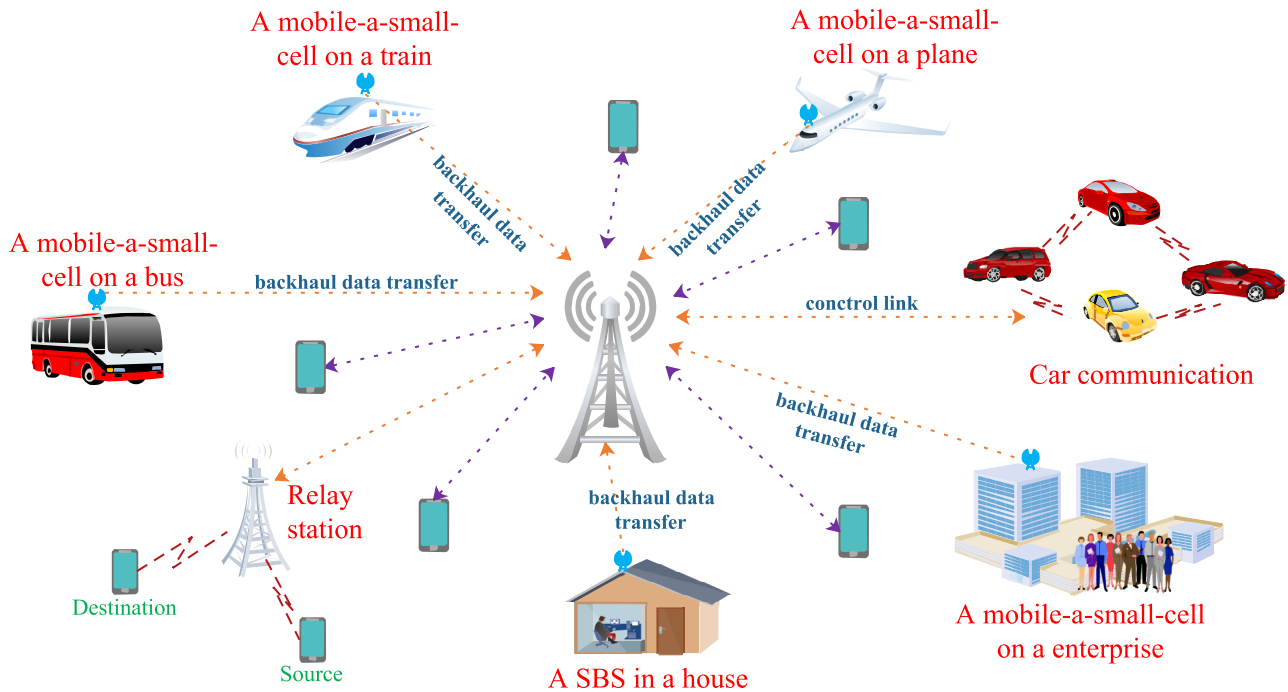 A mobile-a-small-
cell on a train
A mobile-a-small-
cell on a plane
backhaul data
transfer
backhaul data
transfer
A mobile-a-small-
cell on a bus
backhaul data transfer
conctrol link
Car communication
backhaul data
transfer
Relay
station
backhaul data
transfer
Destination
Source
A SBS in a house
A mobile-a-small-cell
on a enterprise